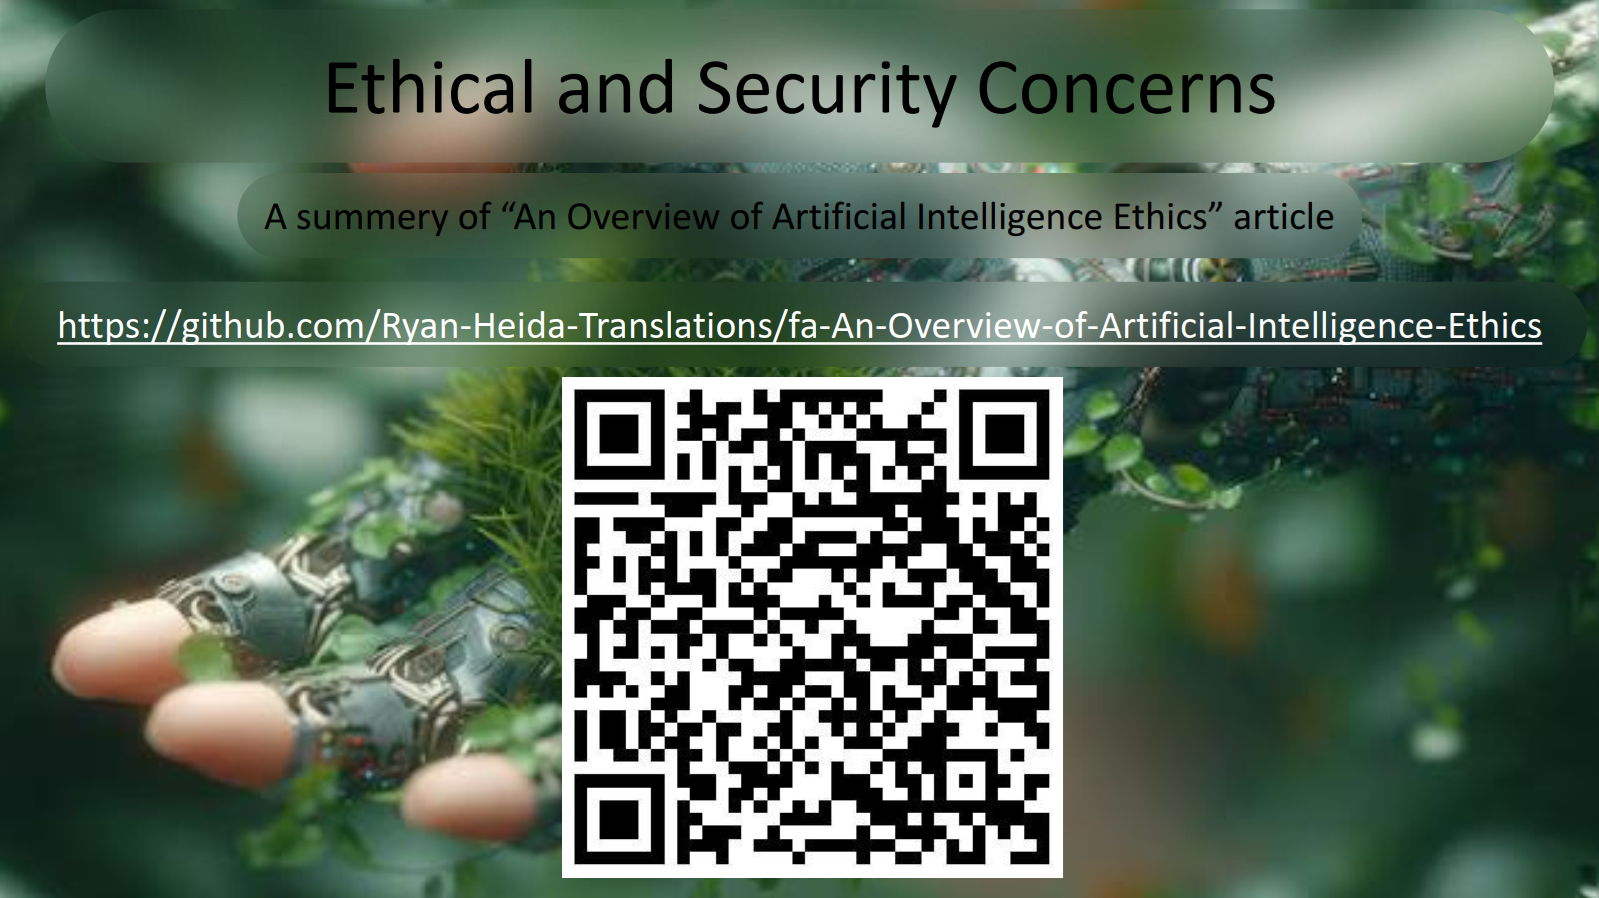 Ethical and Security Concerns
A summery of “An Overview of Artificial Intelligence Ethics” article
https://github.com/Ryan-Heida-Translations/fa-An-Overview-of-Artificial-Intelligence-Ethics